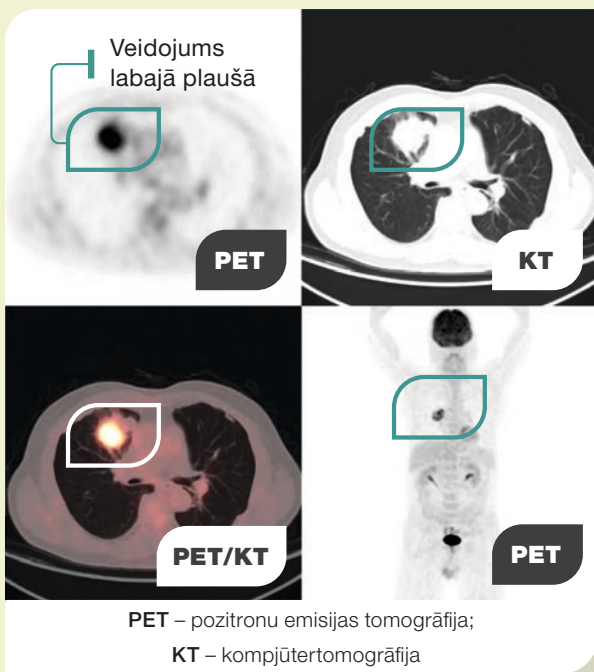 Veidojums
labajā plaušā
PET
KT
PET/KT
PET
PET – pozitronu emisijas tomogrāfija;
KT – kompjūtertomogrāfija